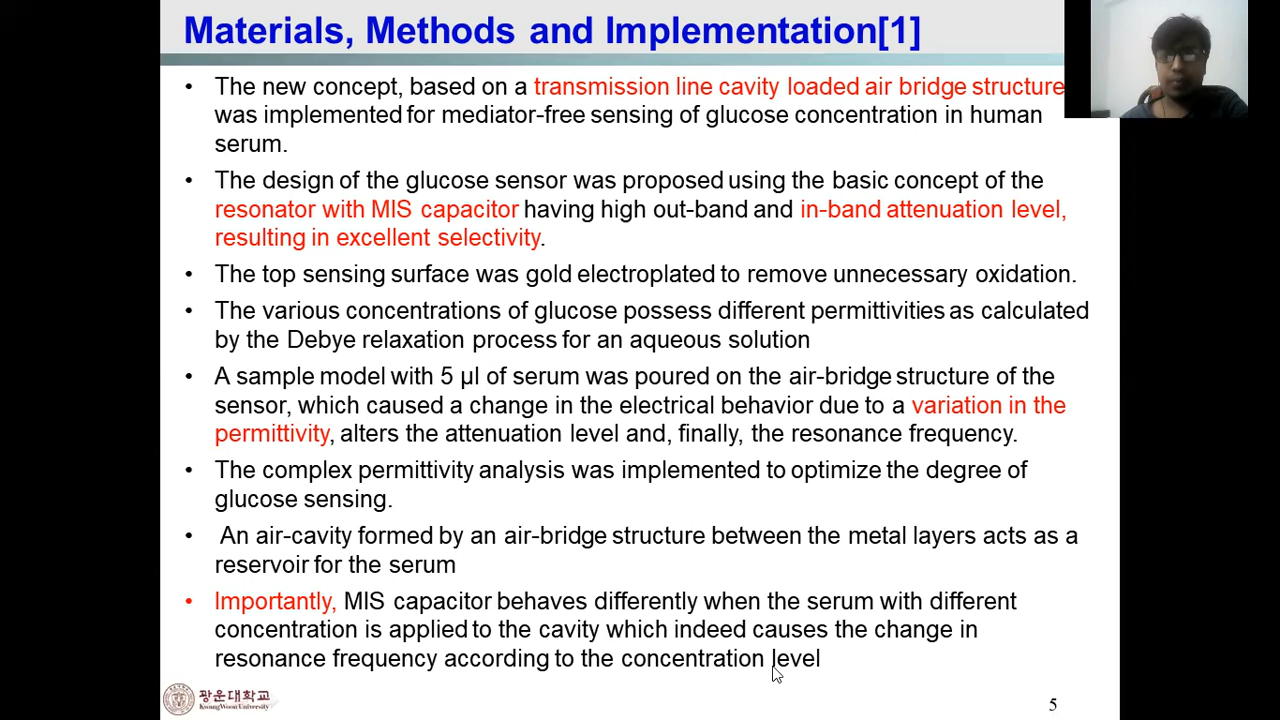 Materials, Methods and Implementation[1]
• The new concept, based on a transmission line cavity loaded air bridge structure
was implemented for mediator-free sensing of glucose concentration in human
serum.
• The design of the glucose sensor was proposed using the basic concept of the
resonator with MIS capacitor having high out-band and in-band attenuation level,
resulting in excellent selectivity.
• The top sensing surface was gold electroplated to remove unnecessary oxidation.
• The various concentrations of glucose possess different permittivities as calculated
by the Debye relaxation process for an aqueous solution
• A sample model with 5 µl of serum was poured on the air-bridge structure of the
sensor, which caused a change in the electrical behavior due to a variation in the
permittivity, alters the attenuation level and, finally, the resonance frequency.
• The complex permittivity analysis was implemented to optimize the degree of
glucose sensing.
• An air-cavity formed by an air-bridge structure between the metal layers acts as a
reservoir for the serum
• Importantly, MIS capacitor behaves differently when the serum with different
concentration is applied to the cavity which indeed causes the change in
resonance frequency according to the concentration level
광운대학교
KwangWoon University
5